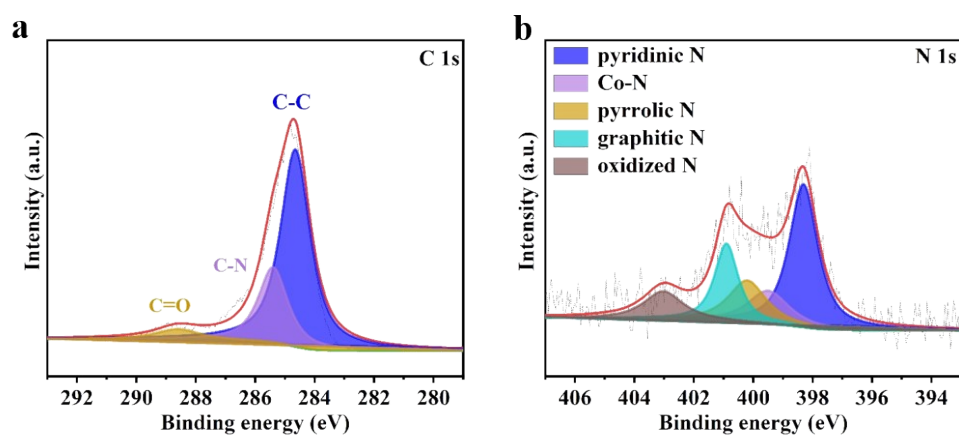 a
C 1s
C-C
C-N
C=O
Intensity (a.u.)
292 290 288 286 284 282 280
Binding energy (eV)
b
N 1s
pyridinic N
Co-N
pyrrolic N
graphitic N
oxidized N
Intensity (a.u.)
406 404 402 400 398 396 394
Binding energy (eV)